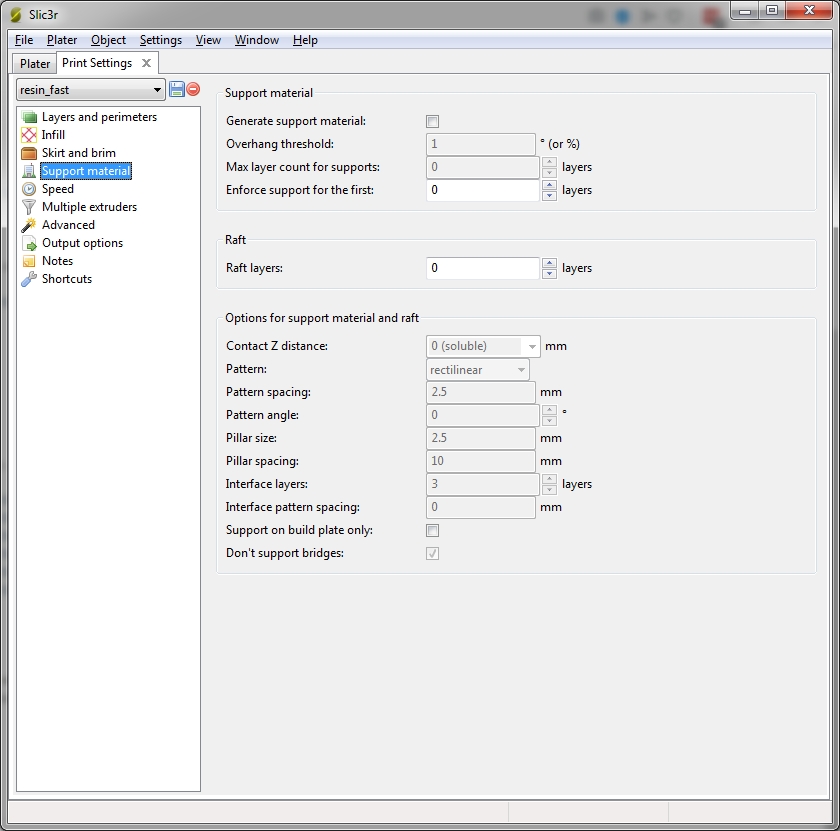 Slic3r
File Plater Object Settings View Window Help
Plater Print Settings
resin_fast
Layers and perimeters
Infill
Skirt and brim
Support material
Speed
Multiple extruders
Advanced
Output options
Notes
Shortcuts
Support material
Generate support material:
Overhang threshold: 1 ° (or %)
Max layer count for supports: 0 layers
Enforce support for the first: 0 layers
Raft
Raft layers: 0 layers
Options for support material and raft
Contact Z distance: 0 (soluble) mm
Pattern: rectilinear
Pattern spacing: 2.5 mm
Pattern angle: 0 °
Pillar size: 2.5 mm
Pillar spacing: 10 mm
Interface layers: 3 layers
Interface pattern spacing: 0 mm
Support on build plate only:
Don't support bridges: